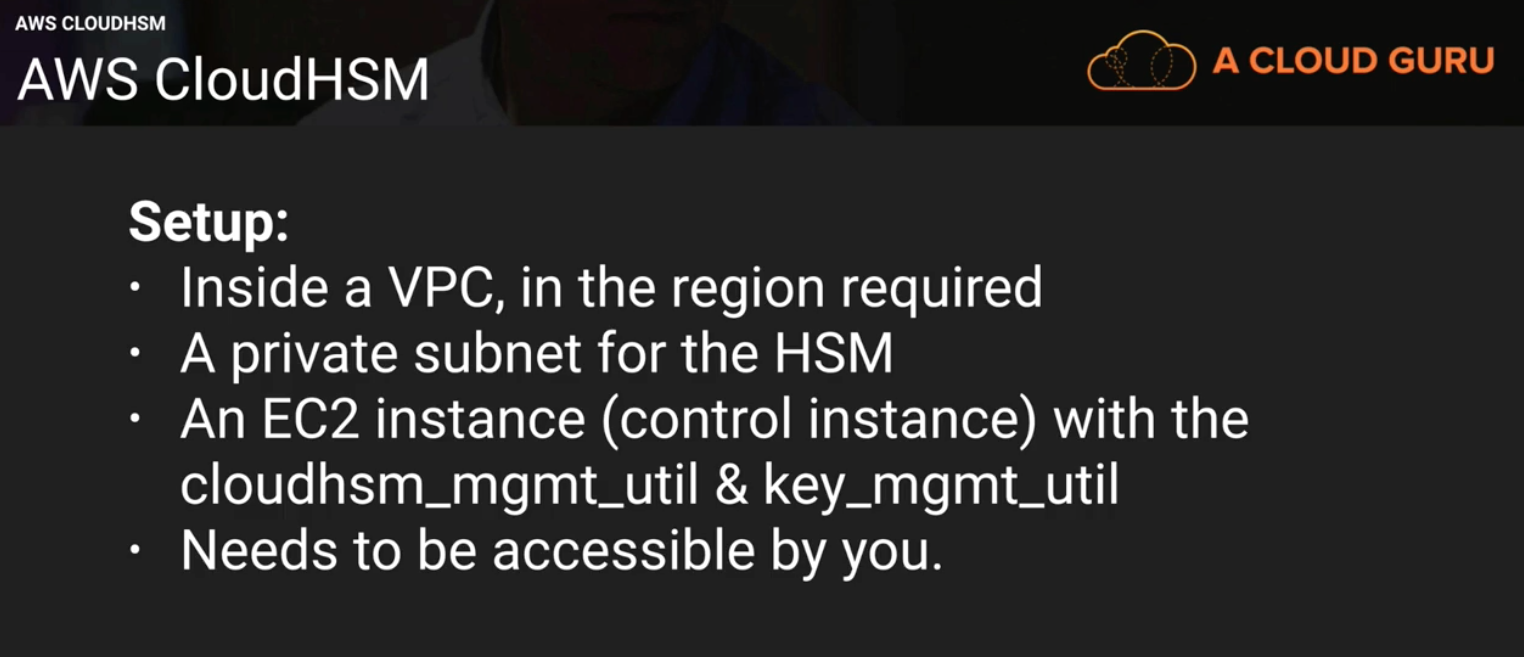 AWS CLOUDHSM
AWS CloudHSM
A CLOUD GURU
Setup:
· Inside a VPC, in the region required
· A private subnet for the HSM
· An EC2 instance (control instance) with the
cloudhsm_mgmt_util & key_mgmt_util
· Needs to be accessible by you.